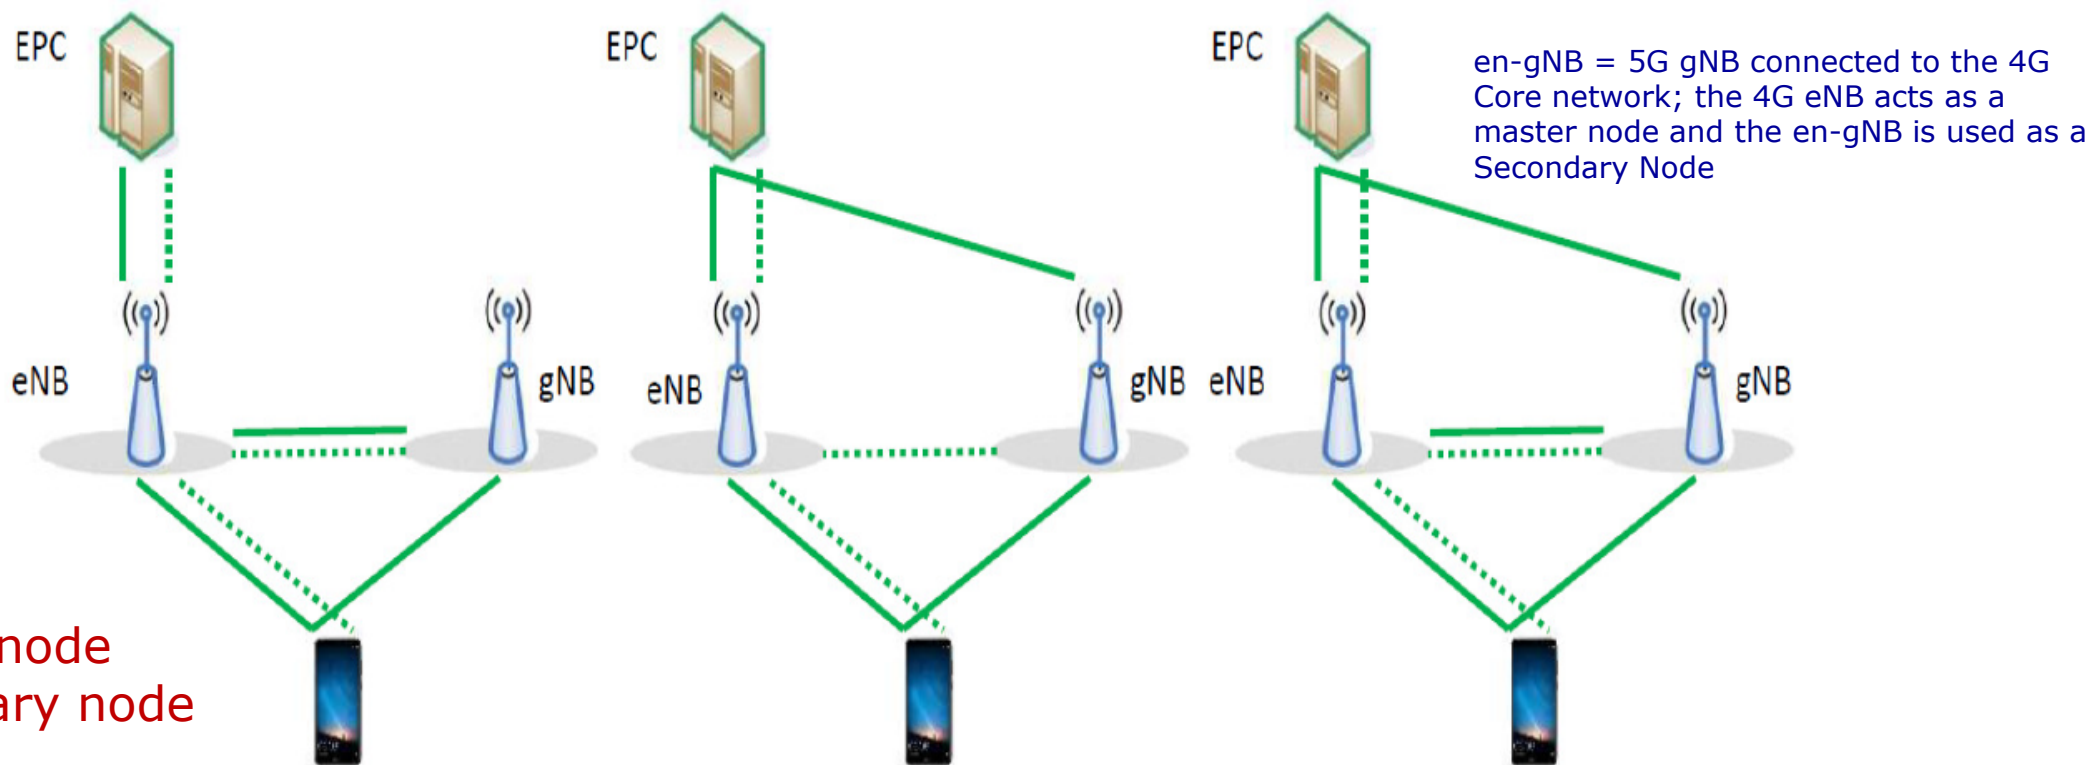 EPC
EPC
EPC
en-gNB = 5G gNB connected to the 4G
Core network; the 4G eNB acts as a
master node and the en-gNB is used as a
Secondary Node
eNB
gNB
eNB
gNB
eNB
gNB
node
ary node